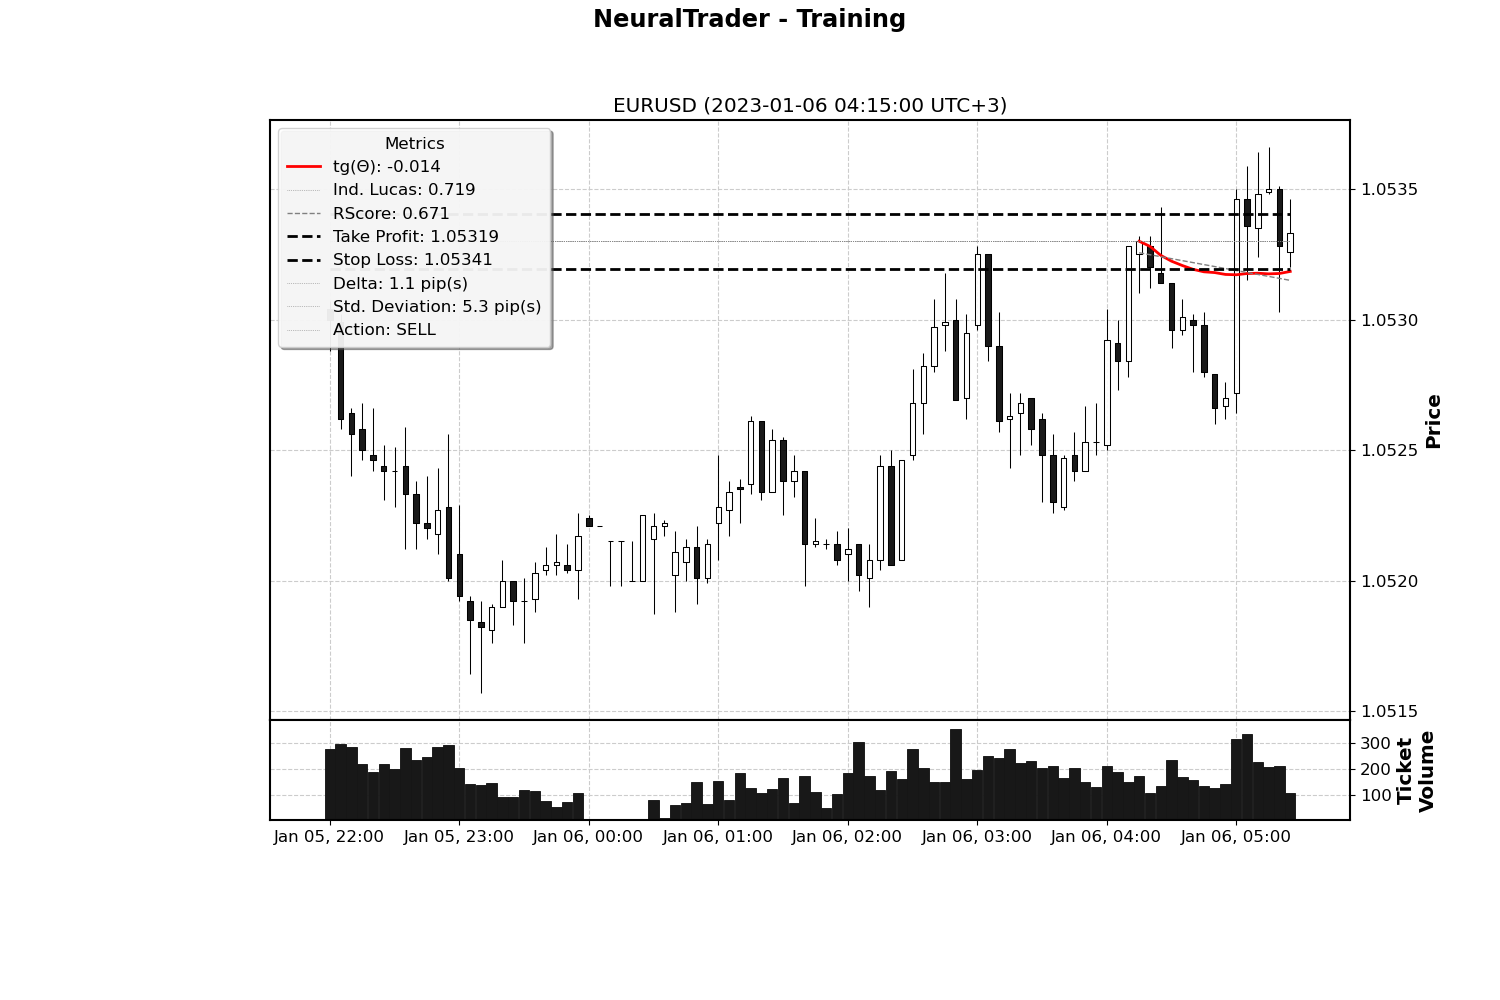 NeuralTrader - Training
EURUSD (2023-01-06 04:15:00 UTC+3)
Metrics
tg(Θ): -0.014
Ind. Lucas: 0.719
RScore: 0.671
Take Profit: 1.05319
Stop Loss: 1.05341
Delta: 1.1 pip(s)
Std. Deviation: 5.3 pip(s)
Action: SELL
1.0535
1.0530
1.0525
1.0520
1.0515
Price
300
200
100
Ticket
Volume
Jan 05, 22:00
Jan 05, 23:00
Jan 06, 00:00
Jan 06, 01:00
Jan 06, 02:00
Jan 06, 03:00
Jan 06, 04:00
Jan 06, 05:00